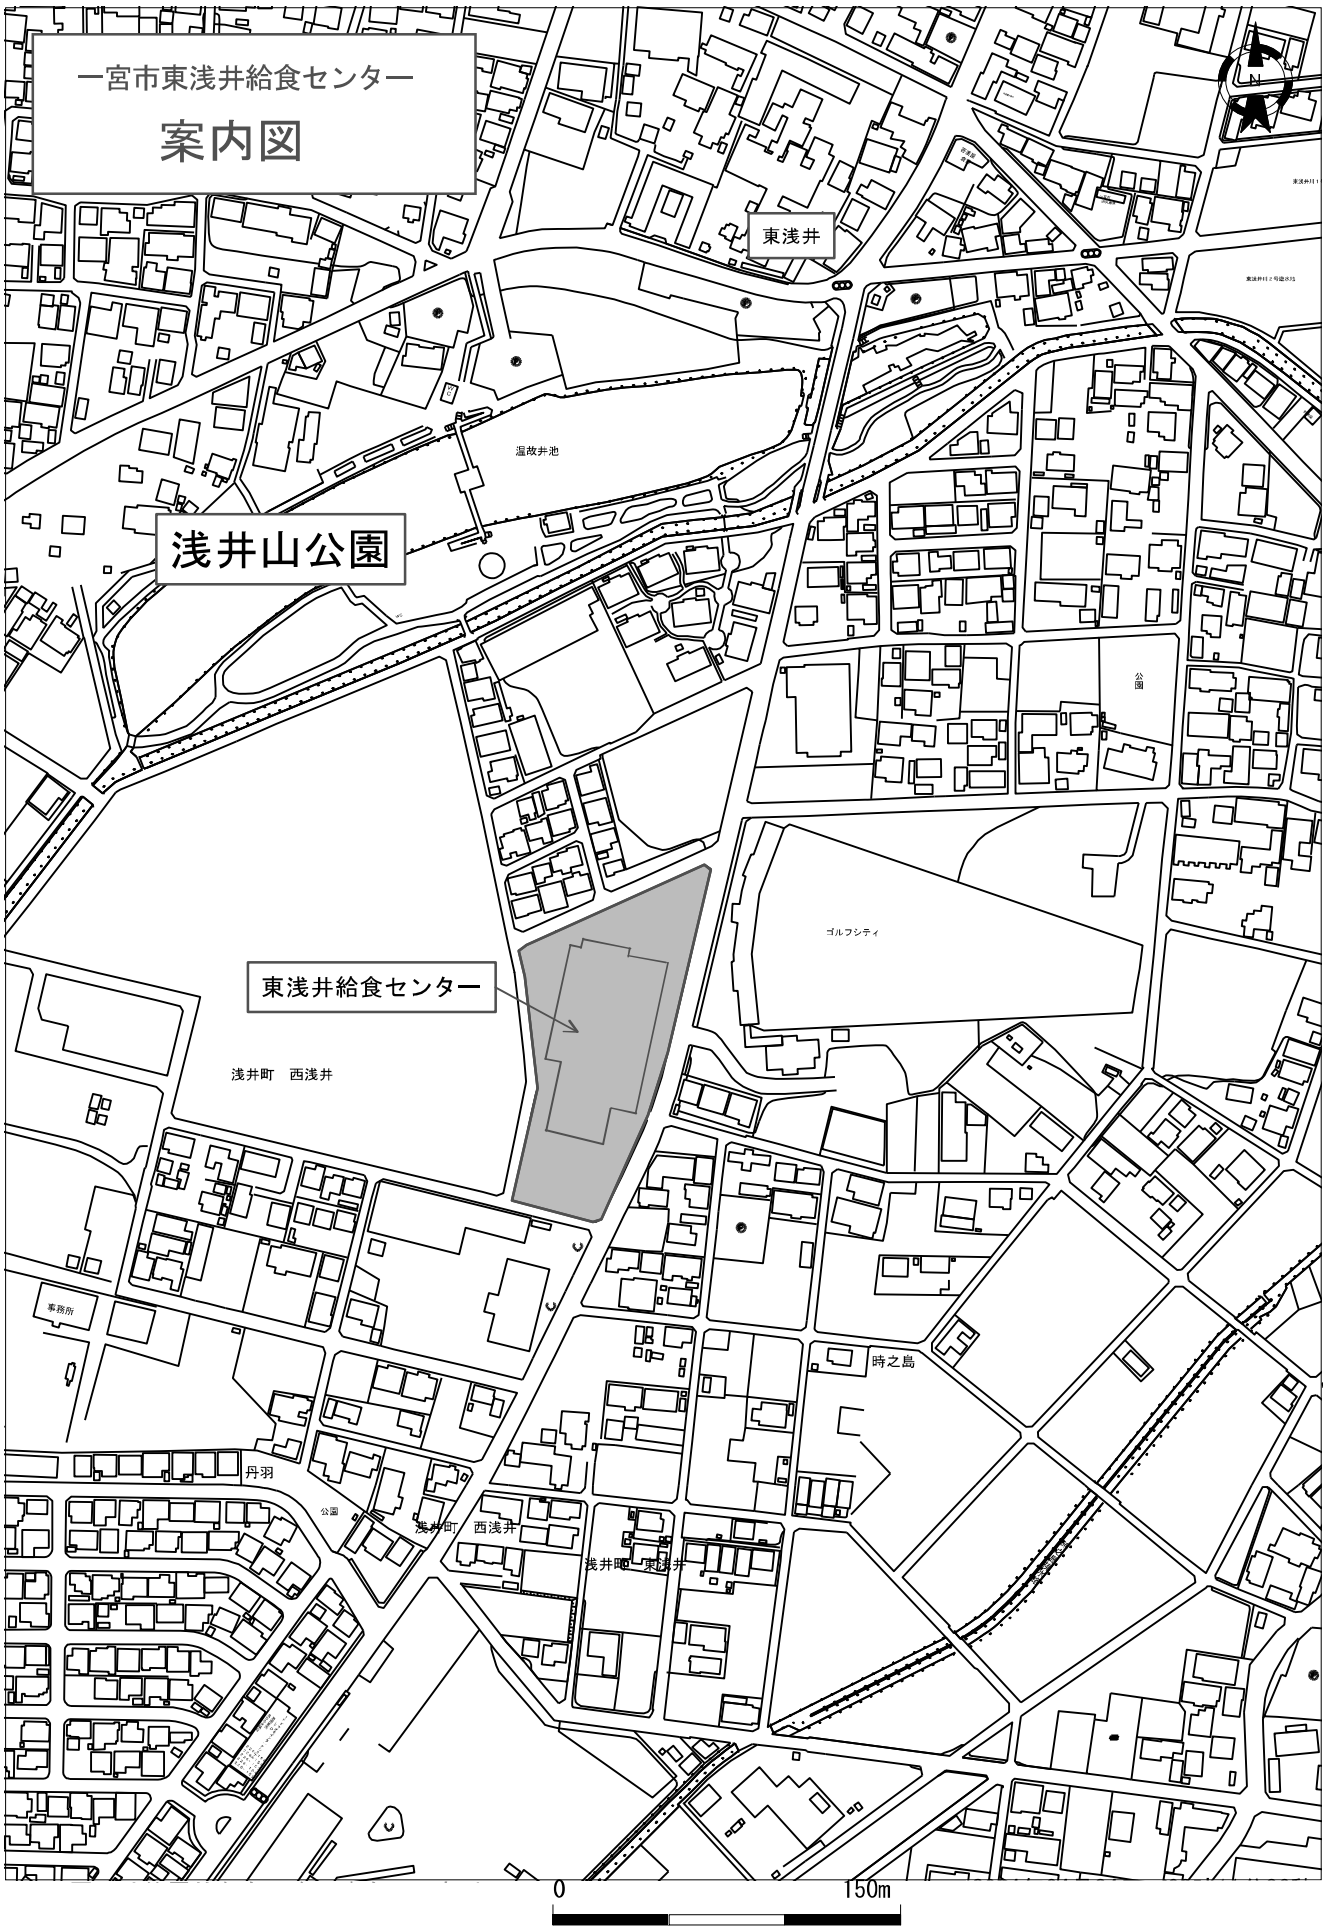 一宮市東浅井給食センター
案内図
N
東浅井
温故井池
浅井山公園
公園
ゴルフシティ
東浅井給食センター
浅井町　西浅井
事務所
時之島
丹羽
公園
浅井町　西浅井
浅井町　東浅井
0
150m